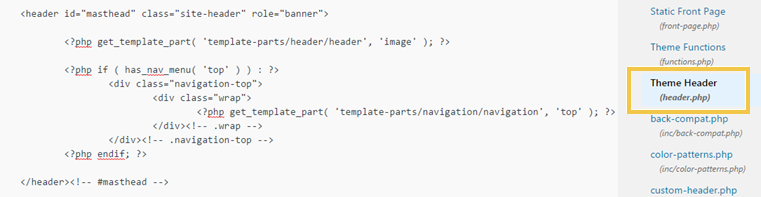 <header id="masthead" class="site-header" role="banner">
<?php get_template_part( 'template-parts/header/header', 'image' ); ?>
<?php if ( has_nav_menu( 'top' ) ) : ?>
<div class="navigation-top">
<div class="wrap">
<?php get_template_part( 'template-parts/navigation/navigation', 'top' ); ?>
</div><!-- .wrap -->
</div><!-- .navigation-top -->
<?php endif; ?>
</header><!-- #masthead -->
Static Front Page
(front-page.php)
Theme Functions
(functions.php)
Theme Header
(header.php)
back-compat.php
(inc/back-compat.php)
color-patterns.php
(inc/color-patterns.php)
custom-header.php